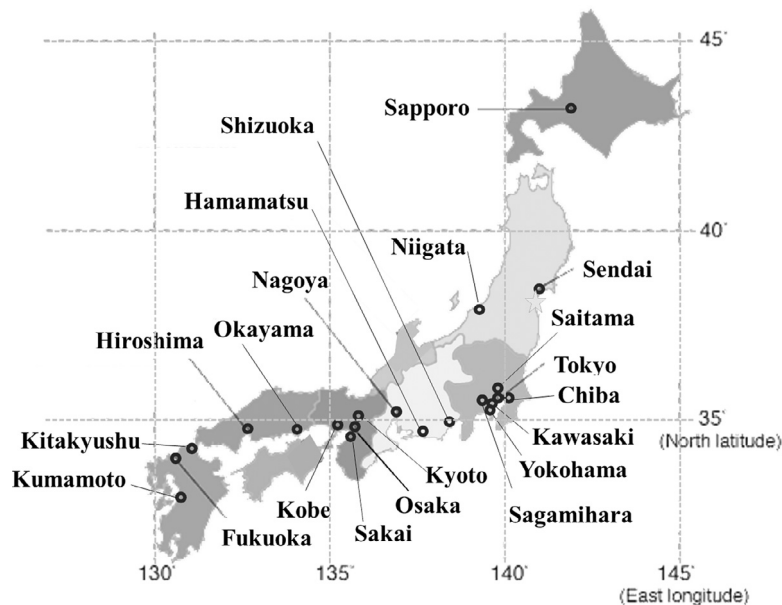 45°
Sapporo
Shizuoka
Hamamatsu
40°
Niigata
Sendai
Nagoya
Saitama
Okayama
Hiroshima
Tokyo
Chiba
35°
Kitakyushu
Kawasaki
(North latitude)
Kyoto
Yokohama
Kumamoto
Kobe
Osaka
Sagamihara
Fukuoka
Sakai
130°
135°
140°
145°
(East longitude)